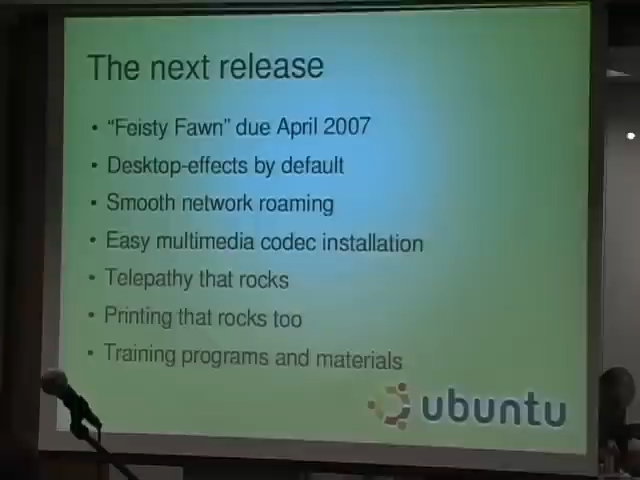 The next release
• "Feisty Fawn" due April 2007
• Desktop-effects by default
• Smooth network roaming
• Easy multimedia codec installation
• Telepathy that rocks
• Printing that rocks too
• Training programs and materials
ubuntu